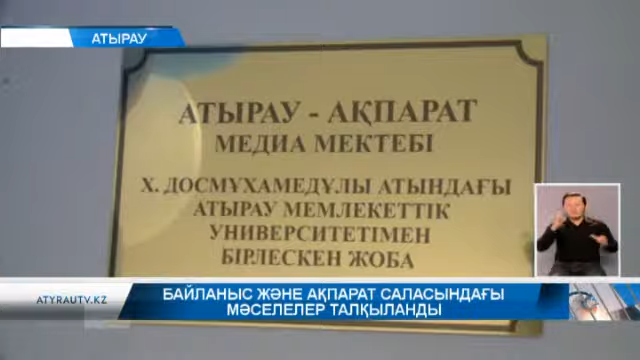 АТЫРАУ
АТЫРАУ - АҚПАРАТ
МЕДИА МЕКТЕБІ
Х. ДОСМҰХАМЕДҰЛЫ АТЫНДАҒЫ
АТЫРАУ МЕМЛЕКЕТТІК
УНИВЕРСИТЕТІМЕН
БІРЛЕСКЕН ЖОБА
БАЙЛАНЫС ЖӘНЕ АҚПАРАТ САЛАСЫНДАҒЫ
МӘСЕЛЕЛЕР ТАЛҚЫЛАНДЫ
ATYRAUTV.KZ